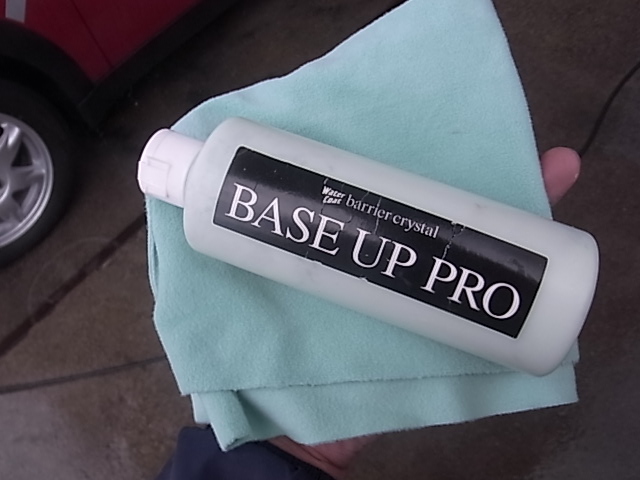 Water
Coat
barrier crystal
BASE UP PRO